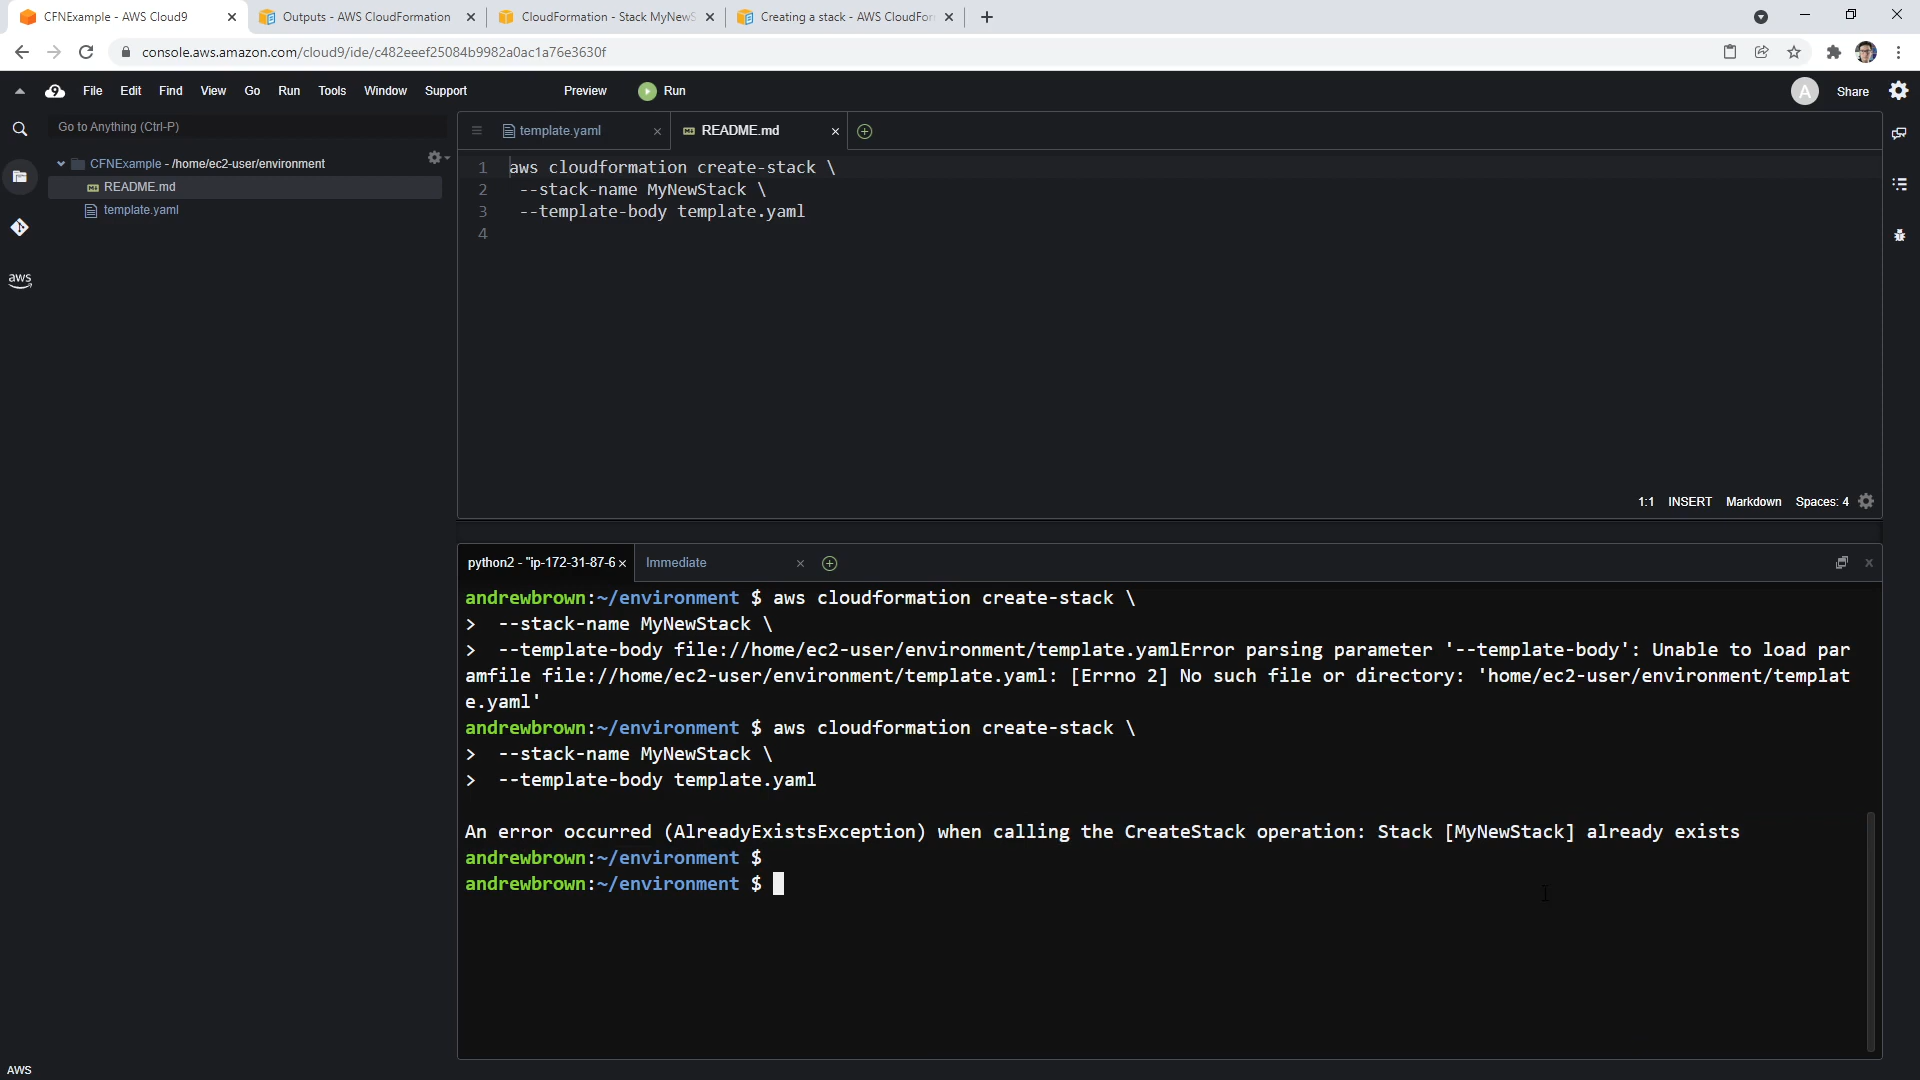 CFNExample - AWS Cloud9
Outputs - AWS CloudFormation
CloudFormation - Stack MyNewS
Creating a stack - AWS CloudFor
console.aws.amazon.com/cloud9/ide/c482eeef25084b9982a0ac1a76e3630f
9 File Edit Find View Go Run Tools Window Support Preview Run
A Share
Go to Anything (Ctrl-P)
CFNExample - /home/ec2-user/environment
README.md
template.yaml
aws
template.yaml
README.md
1 aws cloudformation create-stack \
2 --stack-name MyNewStack \
3 --template-body template.yaml
4
1:1 INSERT Markdown Spaces: 4
python2 - "ip-172-31-87-6
Immediate
andrewbrown:~/environment $ aws cloudformation create-stack \
> --stack-name MyNewStack \
> --template-body file://home/ec2-user/environment/template.yamlError parsing parameter '--template-body': Unable to load par
amfile file://home/ec2-user/environment/template.yaml: [Errno 2] No such file or directory: 'home/ec2-user/environment/templat
e.yaml'
andrewbrown:~/environment $ aws cloudformation create-stack \
> --stack-name MyNewStack \
> --template-body template.yaml
An error occurred (AlreadyExistsException) when calling the CreateStack operation: Stack [MyNewStack] already exists
andrewbrown:~/environment $
andrewbrown:~/environment $
AWS